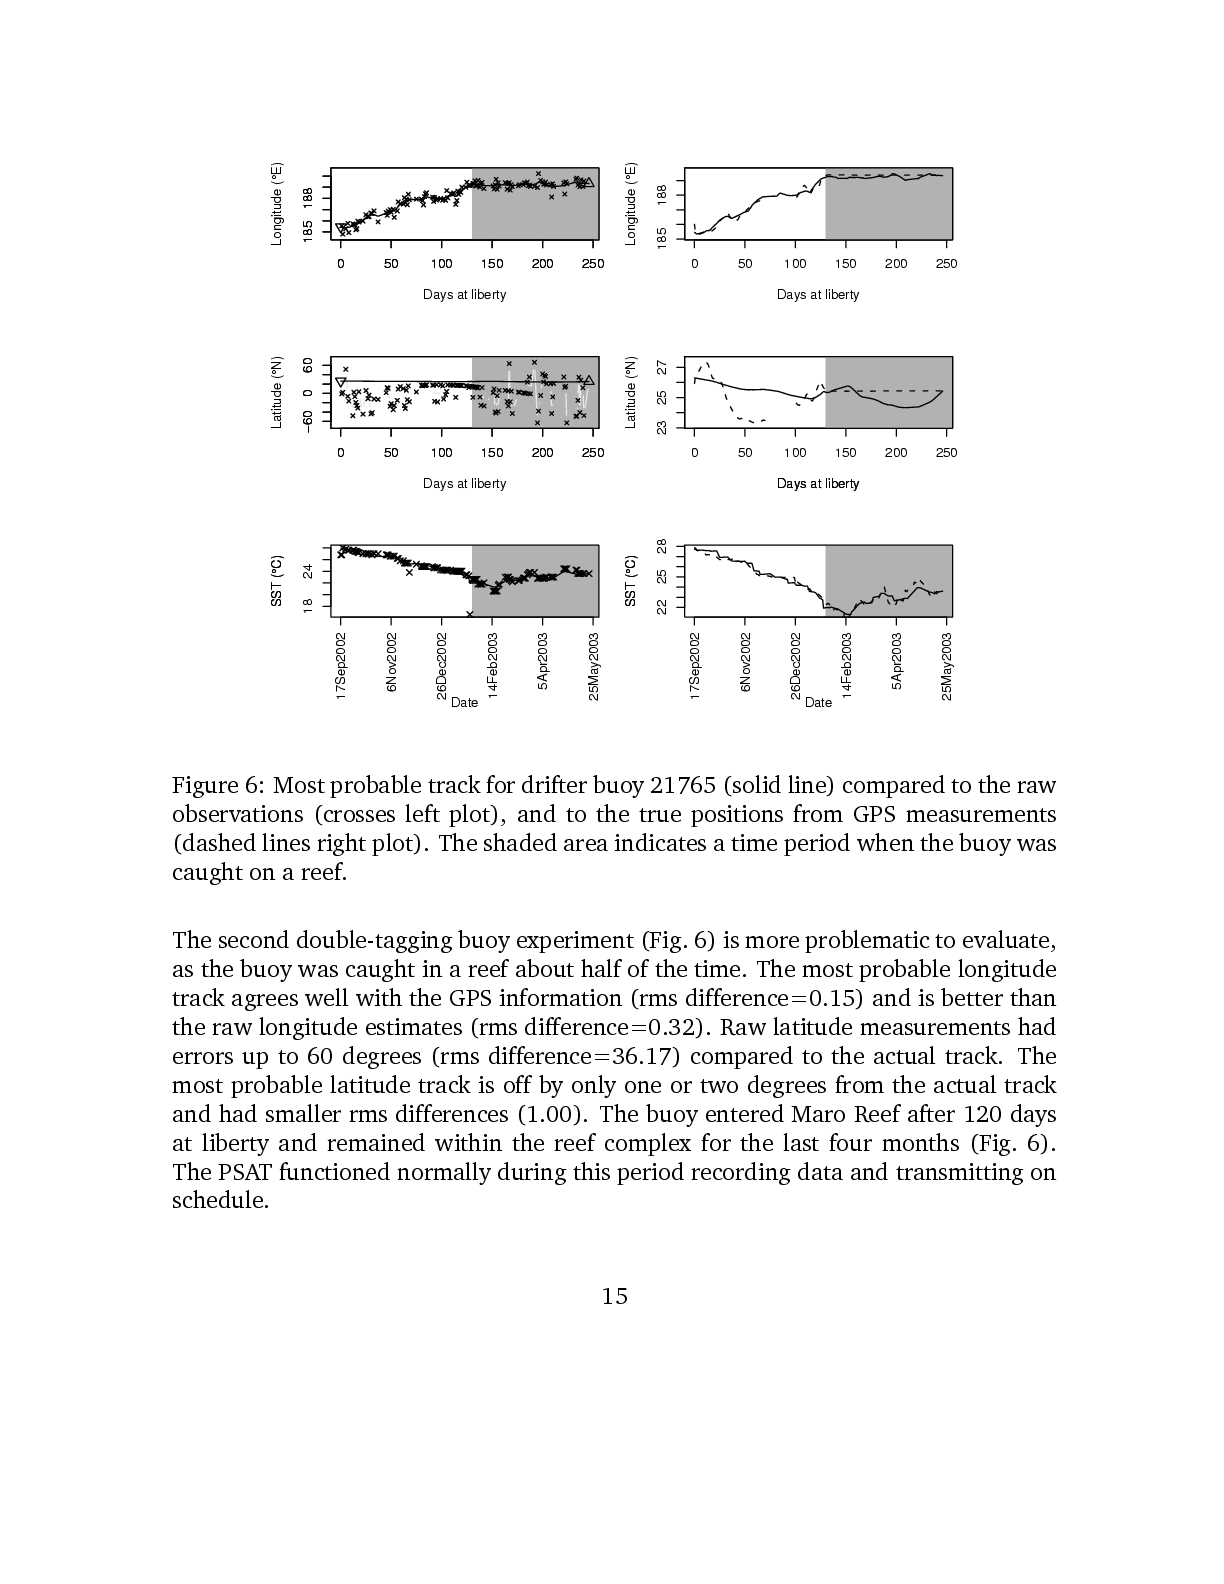 Longitude (°E)
185 188
0 50 100 150 200 250
Days at liberty
Longitude (°E)
185 188
0 50 100 150 200 250
Days at liberty
Latitude (°N)
−60 0 60
0 50 100 150 200 250
Days at liberty
Latitude (°N)
23 25 27
0 50 100 150 200 250
Days at liberty
SST (°C)
18 24
17Sep2002 6Nov2002 26Dec2002 14Feb2003 5Apr2003 25May2003
Date
SST (°C)
22 25 28
17Sep2002 6Nov2002 26Dec2002 14Feb2003 5Apr2003 25May2003
Date
Figure 6: Most probable track for drifter buoy 21765 (solid line) compared to the raw
observations (crosses left plot), and to the true positions from GPS measurements
(dashed lines right plot). The shaded area indicates a time period when the buoy was
caught on a reef.
The second double-tagging buoy experiment (Fig. 6) is more problematic to evaluate,
as the buoy was caught in a reef about half of the time. The most probable longitude
track agrees well with the GPS information (rms difference=0.15) and is better than
the raw longitude estimates (rms difference=0.32). Raw latitude measurements had
errors up to 60 degrees (rms difference=36.17) compared to the actual track. The
most probable latitude track is off by only one or two degrees from the actual track
and had smaller rms differences (1.00). The buoy entered Maro Reef after 120 days
at liberty and remained within the reef complex for the last four months (Fig. 6).
The PSAT functioned normally during this period recording data and transmitting on
schedule.
15